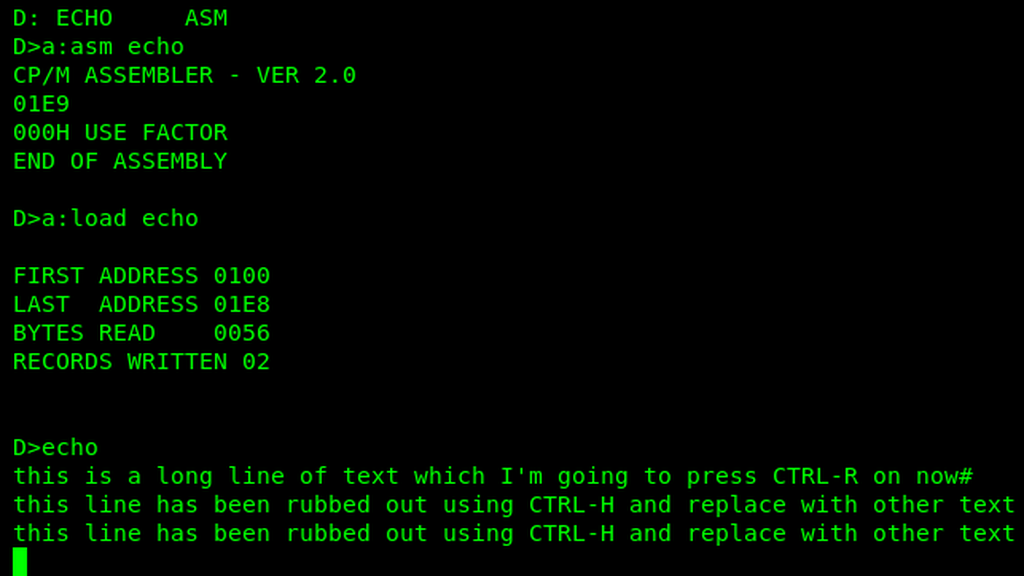 D: ECHO     ASM
D>a:asm echo
CP/M ASSEMBLER - VER 2.0
01E9
000H USE FACTOR
END OF ASSEMBLY
D>a:load echo
FIRST ADDRESS 0100
LAST  ADDRESS 01E8
BYTES READ    0056
RECORDS WRITTEN 02
D>echo
this is a long line of text which I'm going to press CTRL-R on now#
this line has been rubbed out using CTRL-H and replace with other text
this line has been rubbed out using CTRL-H and replace with other text